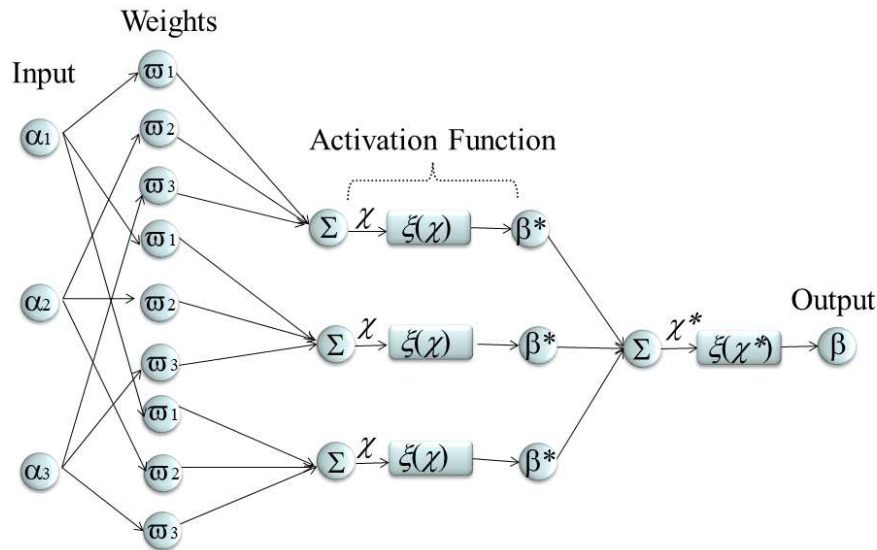 Weights
Input
ϖ1
α1
ϖ2
Activation Function
ϖ3
ϖ1
Σ χ ξ(χ) β*
α2
ϖ2
Output
Σ χ ξ(χ) β* Σ χ* ξ(χ*) β
ϖ3
ϖ1
α3
ϖ2
Σ χ ξ(χ) β*
ϖ3